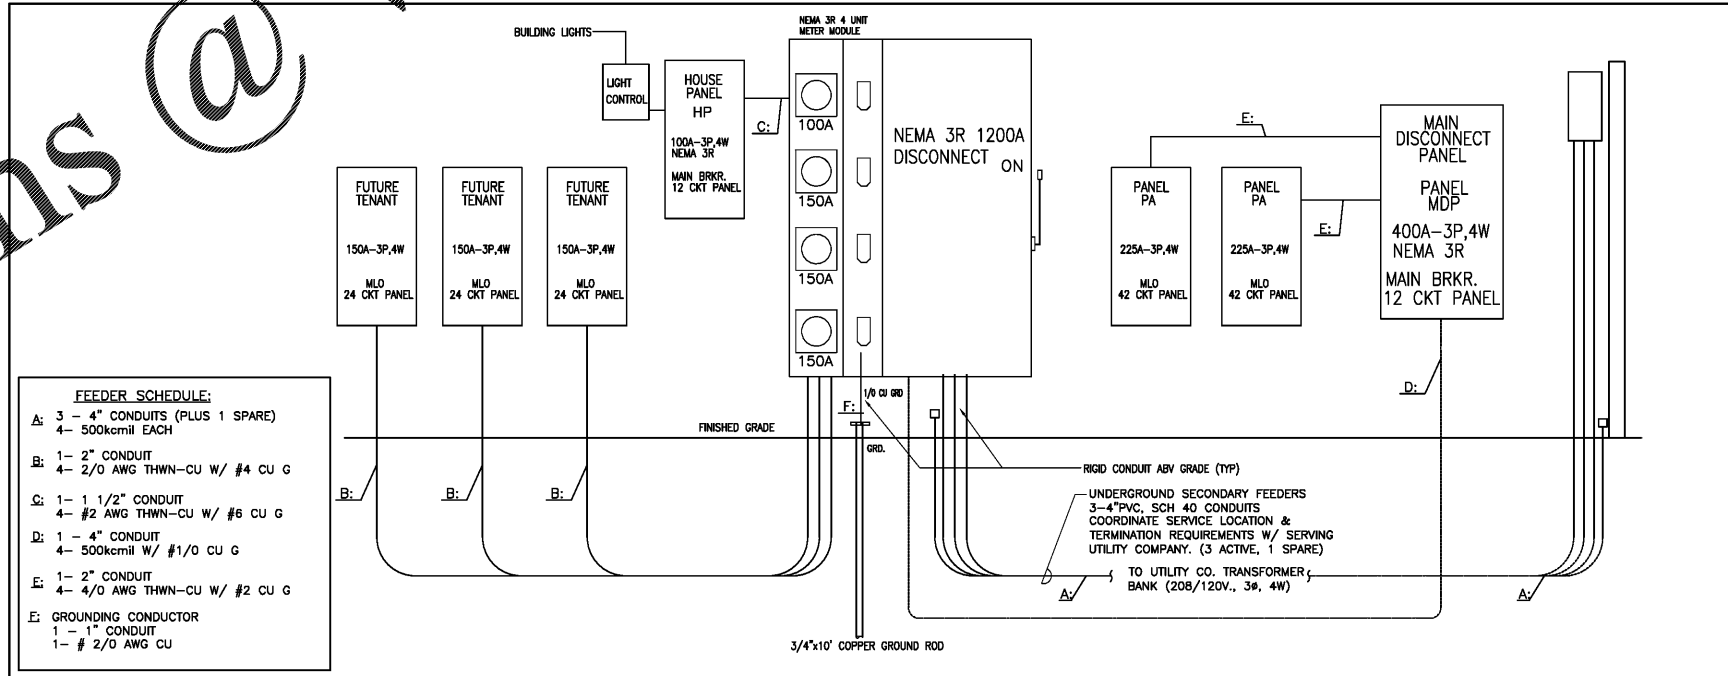 ns @
NEMA 3R 4 UNIT
METER MODULE
BUILDING LIGHTS
LIGHT
CONTROL
HOUSE
PANEL
HP
100A-3P,4W
NEMA 3R
MAIN BRKR.
12 CKT PANEL
C:
100A
150A
150A
150A
NEMA 3R 1200A
DISCONNECT
ON
FUTURE
TENANT
150A-3P,4W
MLO
24 CKT PANEL
FUTURE
TENANT
150A-3P,4W
MLO
24 CKT PANEL
FUTURE
TENANT
150A-3P,4W
MLO
24 CKT PANEL
E:
E:
PANEL
PA
225A-3P,4W
MLO
42 CKT PANEL
PANEL
PA
225A-3P,4W
MLO
42 CKT PANEL
MAIN
DISCONNECT
PANEL
PANEL
MDP
400A-3P,4W
NEMA 3R
MAIN BRKR.
12 CKT PANEL
D:
FEEDER SCHEDULE:
A: 3 - 4" CONDUITS (PLUS 1 SPARE)
4- 500kcmil EACH
B: 1- 2" CONDUIT
4- 2/0 AWG THWN-CU W/ #4 CU G
C: 1- 1 1/2" CONDUIT
4- #2 AWG THWN-CU W/ #6 CU G
D: 1 - 4" CONDUIT
4- 500kcmil W/ #1/0 CU G
E: 1- 2" CONDUIT
4- 4/0 AWG THWN-CU W/ #2 CU G
F: GROUNDING CONDUCTOR
1 - 1" CONDUIT
1- # 2/0 AWG CU
B:
B:
B:
FINISHED GRADE
F:
1/0 CU GRD
GRD.
RIGID CONDUIT ABV GRADE (TYP)
UNDERGROUND SECONDARY FEEDERS
3-4"PVC, SCH 40 CONDUITS
COORDINATE SERVICE LOCATION &
TERMINATION REQUIREMENTS W/ SERVING
UTILITY COMPANY. (3 ACTIVE, 1 SPARE)
TO UTILITY CO. TRANSFORMER
BANK (208/120V., 3ø, 4W)
A:
A:
3/4"x10' COPPER GROUND ROD